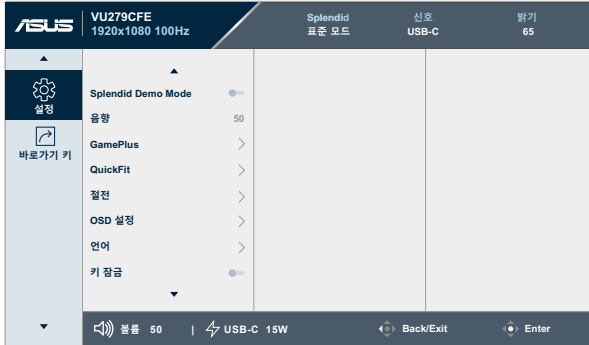 ASUS
VU279CFE
1920x1080 100Hz
Splendid
표준 모드
신호
USB-C
밝기
65
설정
바로가기 키
Splendid Demo Mode
음향 50
GamePlus
QuickFit
절전
OSD 설정
언어
키 잠금
볼륨 50 | USB-C 15W
Back/Exit
Enter